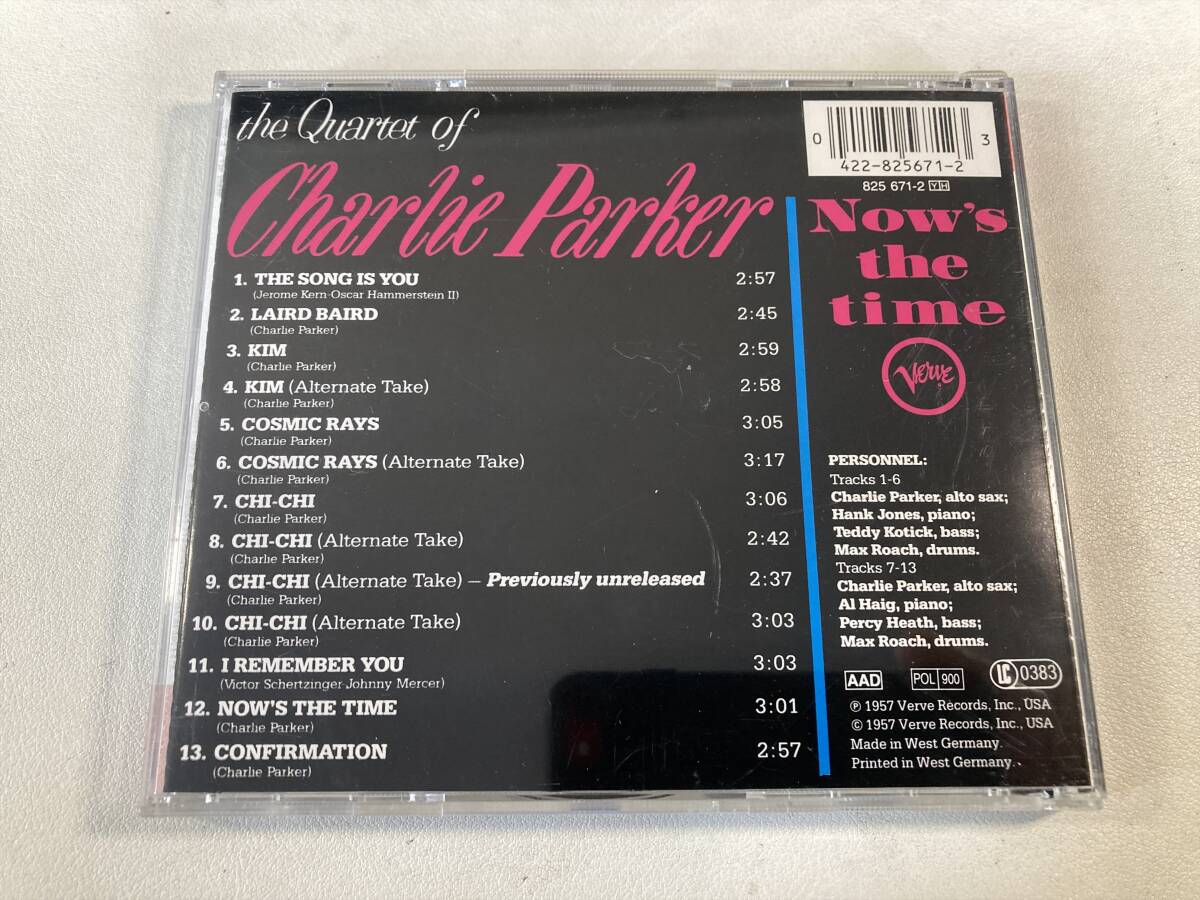 the Quartet of
Charlie Parker
1. THE SONG IS YOU 2:57
(Jerome Kern-Oscar Hammerstein II)
2. LAIRD BAIRD 2:45
(Charlie Parker)
3. KIM 2:59
(Charlie Parker)
4. KIM (Alternate Take) 2:58
(Charlie Parker)
5. COSMIC RAYS 3:05
(Charlie Parker)
6. COSMIC RAYS (Alternate Take) 3:17
(Charlie Parker)
7. CHI-CHI 3:06
(Charlie Parker)
8. CHI-CHI (Alternate Take) 2:42
(Charlie Parker)
9. CHI-CHI (Alternate Take) – Previously unreleased 2:37
(Charlie Parker)
10. CHI-CHI (Alternate Take) 3:03
(Charlie Parker)
11. I REMEMBER YOU 3:03
(Victor Schertzinger-Johnny Mercer)
12. NOW'S THE TIME 3:01
(Charlie Parker)
13. CONFIRMATION 2:57
(Charlie Parker)
0 3
422-825671-2
825 671-2 YH
Now's
the
time
Verve
PERSONNEL:
Tracks 1-6
Charlie Parker, alto sax;
Hank Jones, piano;
Teddy Kotick, bass;
Max Roach, drums.
Tracks 7-13
Charlie Parker, alto sax;
Al Haig, piano;
Percy Heath, bass;
Max Roach, drums.
AAD POL 900 LC 0383
℗ 1957 Verve Records, Inc., USA
© 1957 Verve Records, Inc., USA
Made in West Germany.
Printed in West Germany.